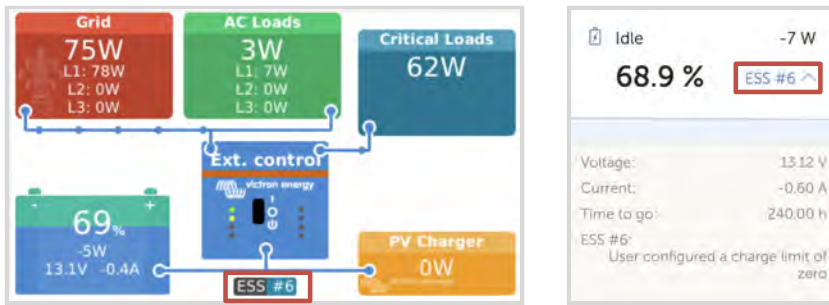 Grid
75W
L1: 78W
L2: 0W
L3: 0W
AC Loads
3W
L1: 7W
L2: 0W
L3: 0W
Critical Loads
62W
Ext. control
victron energy
69%
-5W
13.1V -0.4A
ESS #6
PV Charger
0W
Idle -7 W
68.9 % ESS #6
Voltage: 13.12 V
Current: -0.60 A
Time to go: 240.00 h
ESS #6:
User configured a charge limit of
zero